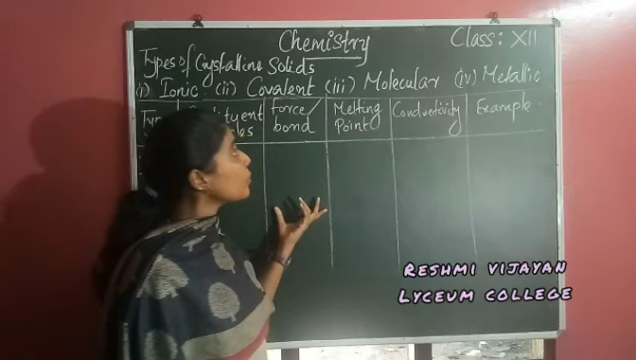 Chemistry Class: XII
Types of Crystalline Solids
(i) Ionic (ii) Covalent (iii) Molecular (iv) Metallic
Force/ Melting Conductivity Example
bond Point
RESHMI VIJAYAN
LYCEUM COLLEGE